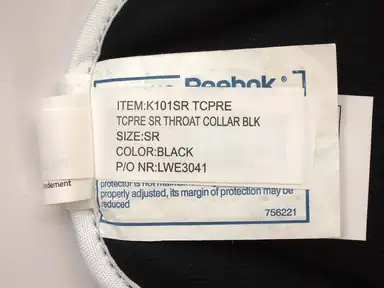 Reebok®
ITEM:K101SR TCPRE
TCPRE SR THROAT COLLAR BLK
SIZE:SR
COLOR:BLACK
P/O NR:LWE3041
protector is not maintained
properly adjusted, its margin of protection may be
reduced
756221